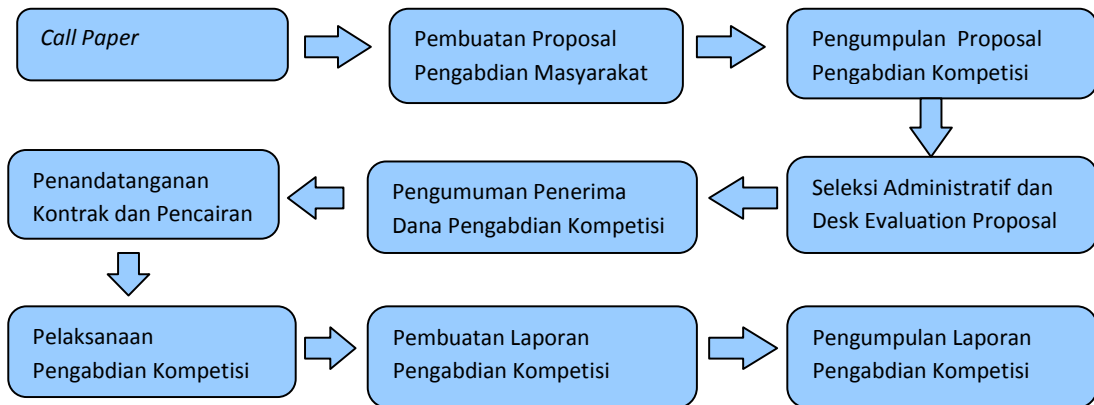 Call Paper
Pembuatan Proposal
Pengabdian Masyarakat
Pengumpulan Proposal
Pengabdian Kompetisi
Seleksi Administratif dan
Desk Evaluation Proposal
Pengumuman Penerima
Dana Pengabdian Kompetisi
Penandatanganan
Kontrak dan Pencairan
Pelaksanaan
Pengabdian Kompetisi
Pembuatan Laporan
Pengabdian Kompetisi
Pengumpulan Laporan
Pengabdian Kompetisi